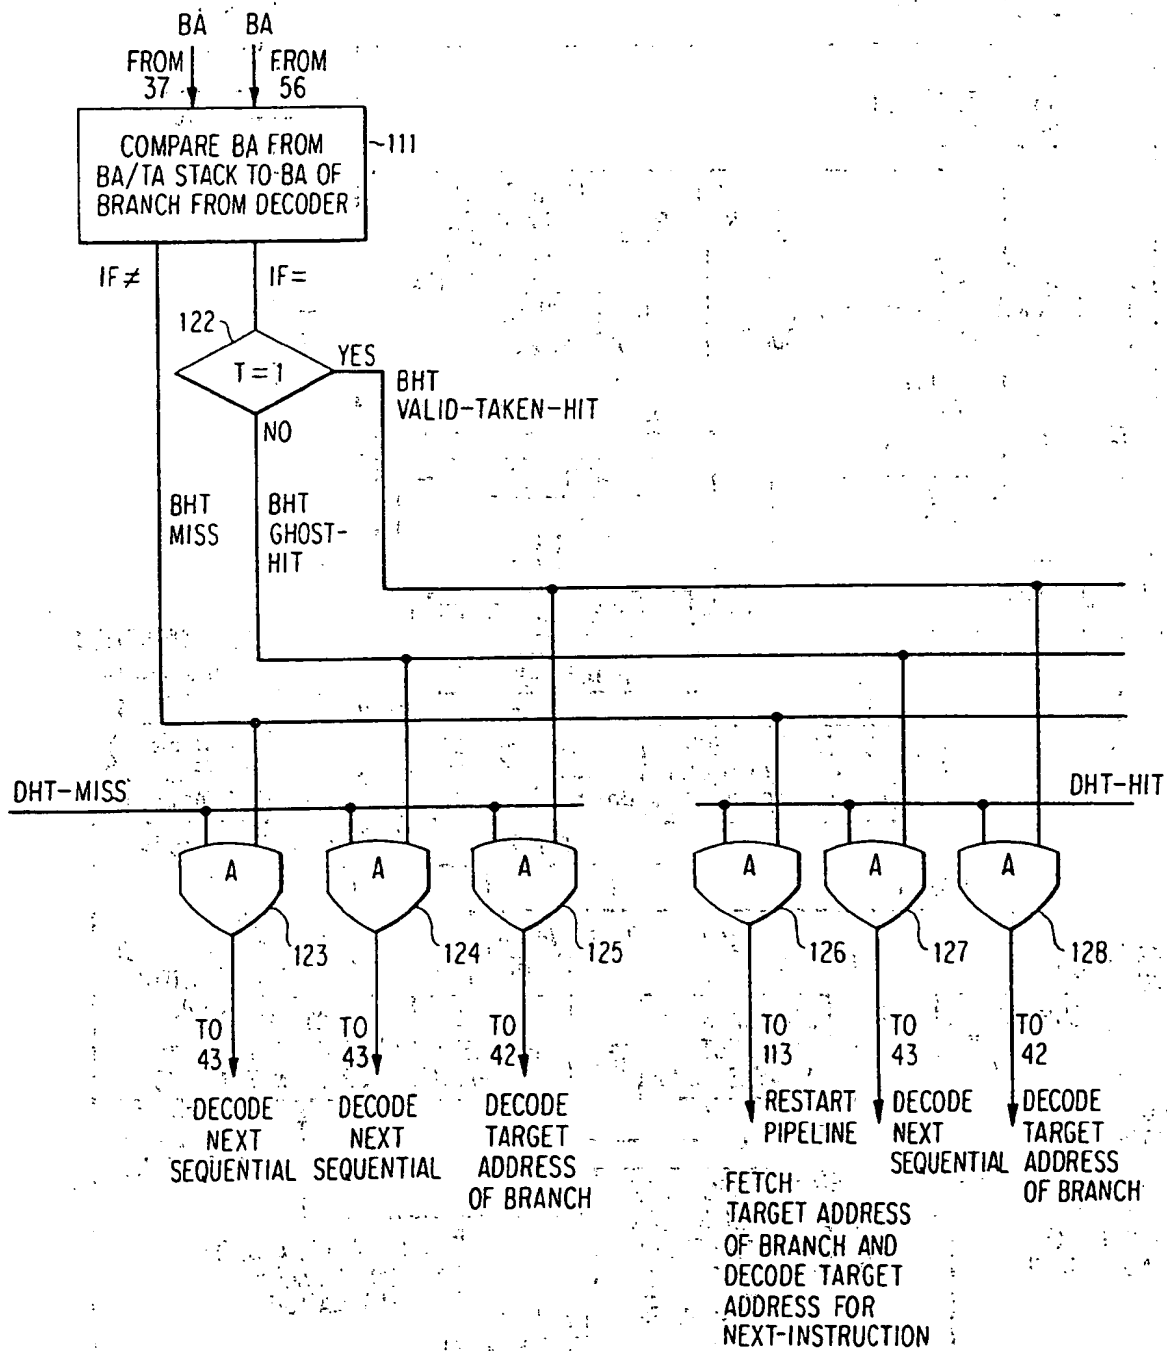 BA BA
FROM
37
FROM
56
COMPARE BA FROM
BA/TA STACK TO BA OF
BRANCH FROM DECODER
111
IF ≠
IF =
122
T = 1
YES
BHT
VALID-TAKEN-HIT
NO
BHT
MISS
BHT
GHOST-
HIT
DHT-MISS
DHT-HIT
A
A
A
A
A
A
123
124
125
126
127
128
TO
43
TO
43
TO
42
TO
113
TO
43
TO
42
DECODE
NEXT
SEQUENTIAL
DECODE
NEXT
SEQUENTIAL
DECODE
TARGET
ADDRESS
OF BRANCH
RESTART
PIPELINE
FETCH
TARGET ADDRESS
OF BRANCH AND
DECODE TARGET
ADDRESS FOR
NEXT-INSTRUCTION
DECODE
NEXT
SEQUENTIAL
DECODE
TARGET
ADDRESS
OF BRANCH